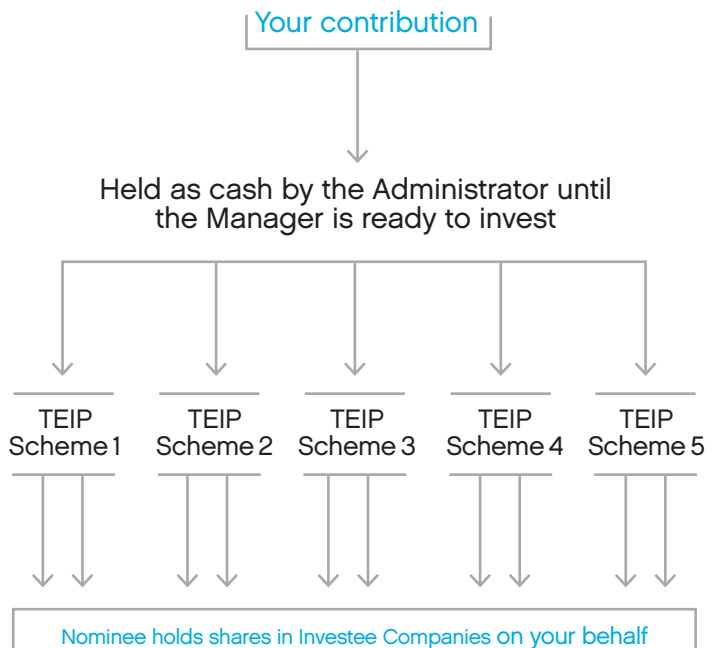 Your contribution
Held as cash by the Administrator until
the Manager is ready to invest
TEIP
Scheme 1
TEIP
Scheme 2
TEIP
Scheme 3
TEIP
Scheme 4
TEIP
Scheme 5
Nominee holds shares in Investee Companies on your behalf